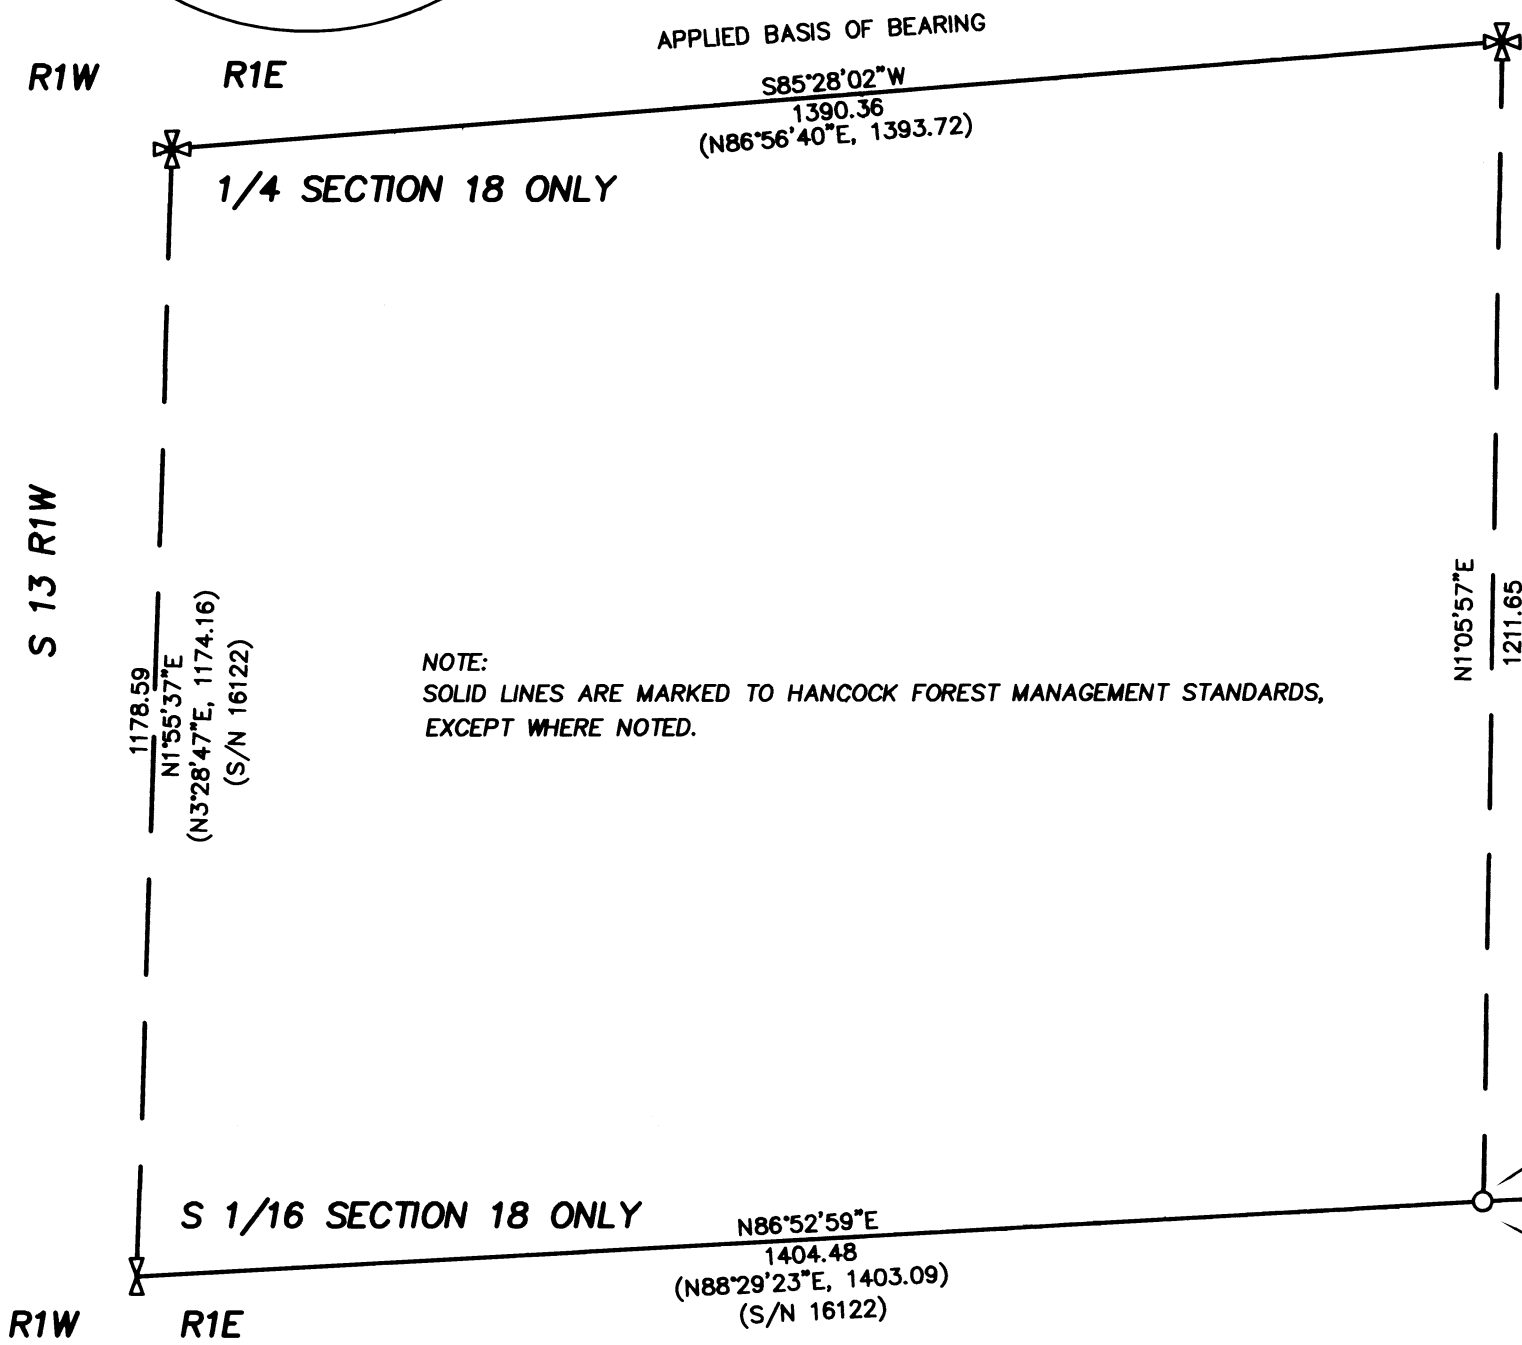 APPLIED BASIS OF BEARING
R1W
R1E
S85°28'02"W
1390.36
(N86°56'40"E, 1393.72)
1/4 SECTION 18 ONLY
S 13 R1W
1178.59
N1°55'37"E
(N3°28'47"E, 1174.16)
(S/N 16122)
NOTE:
SOLID LINES ARE MARKED TO HANCOCK FOREST MANAGEMENT STANDARDS,
EXCEPT WHERE NOTED.
N1°05'57"E
1211.65
S 1/16 SECTION 18 ONLY
N86°52'59"E
1404.48
(N88°29'23"E, 1403.09)
(S/N 16122)
R1W
R1E